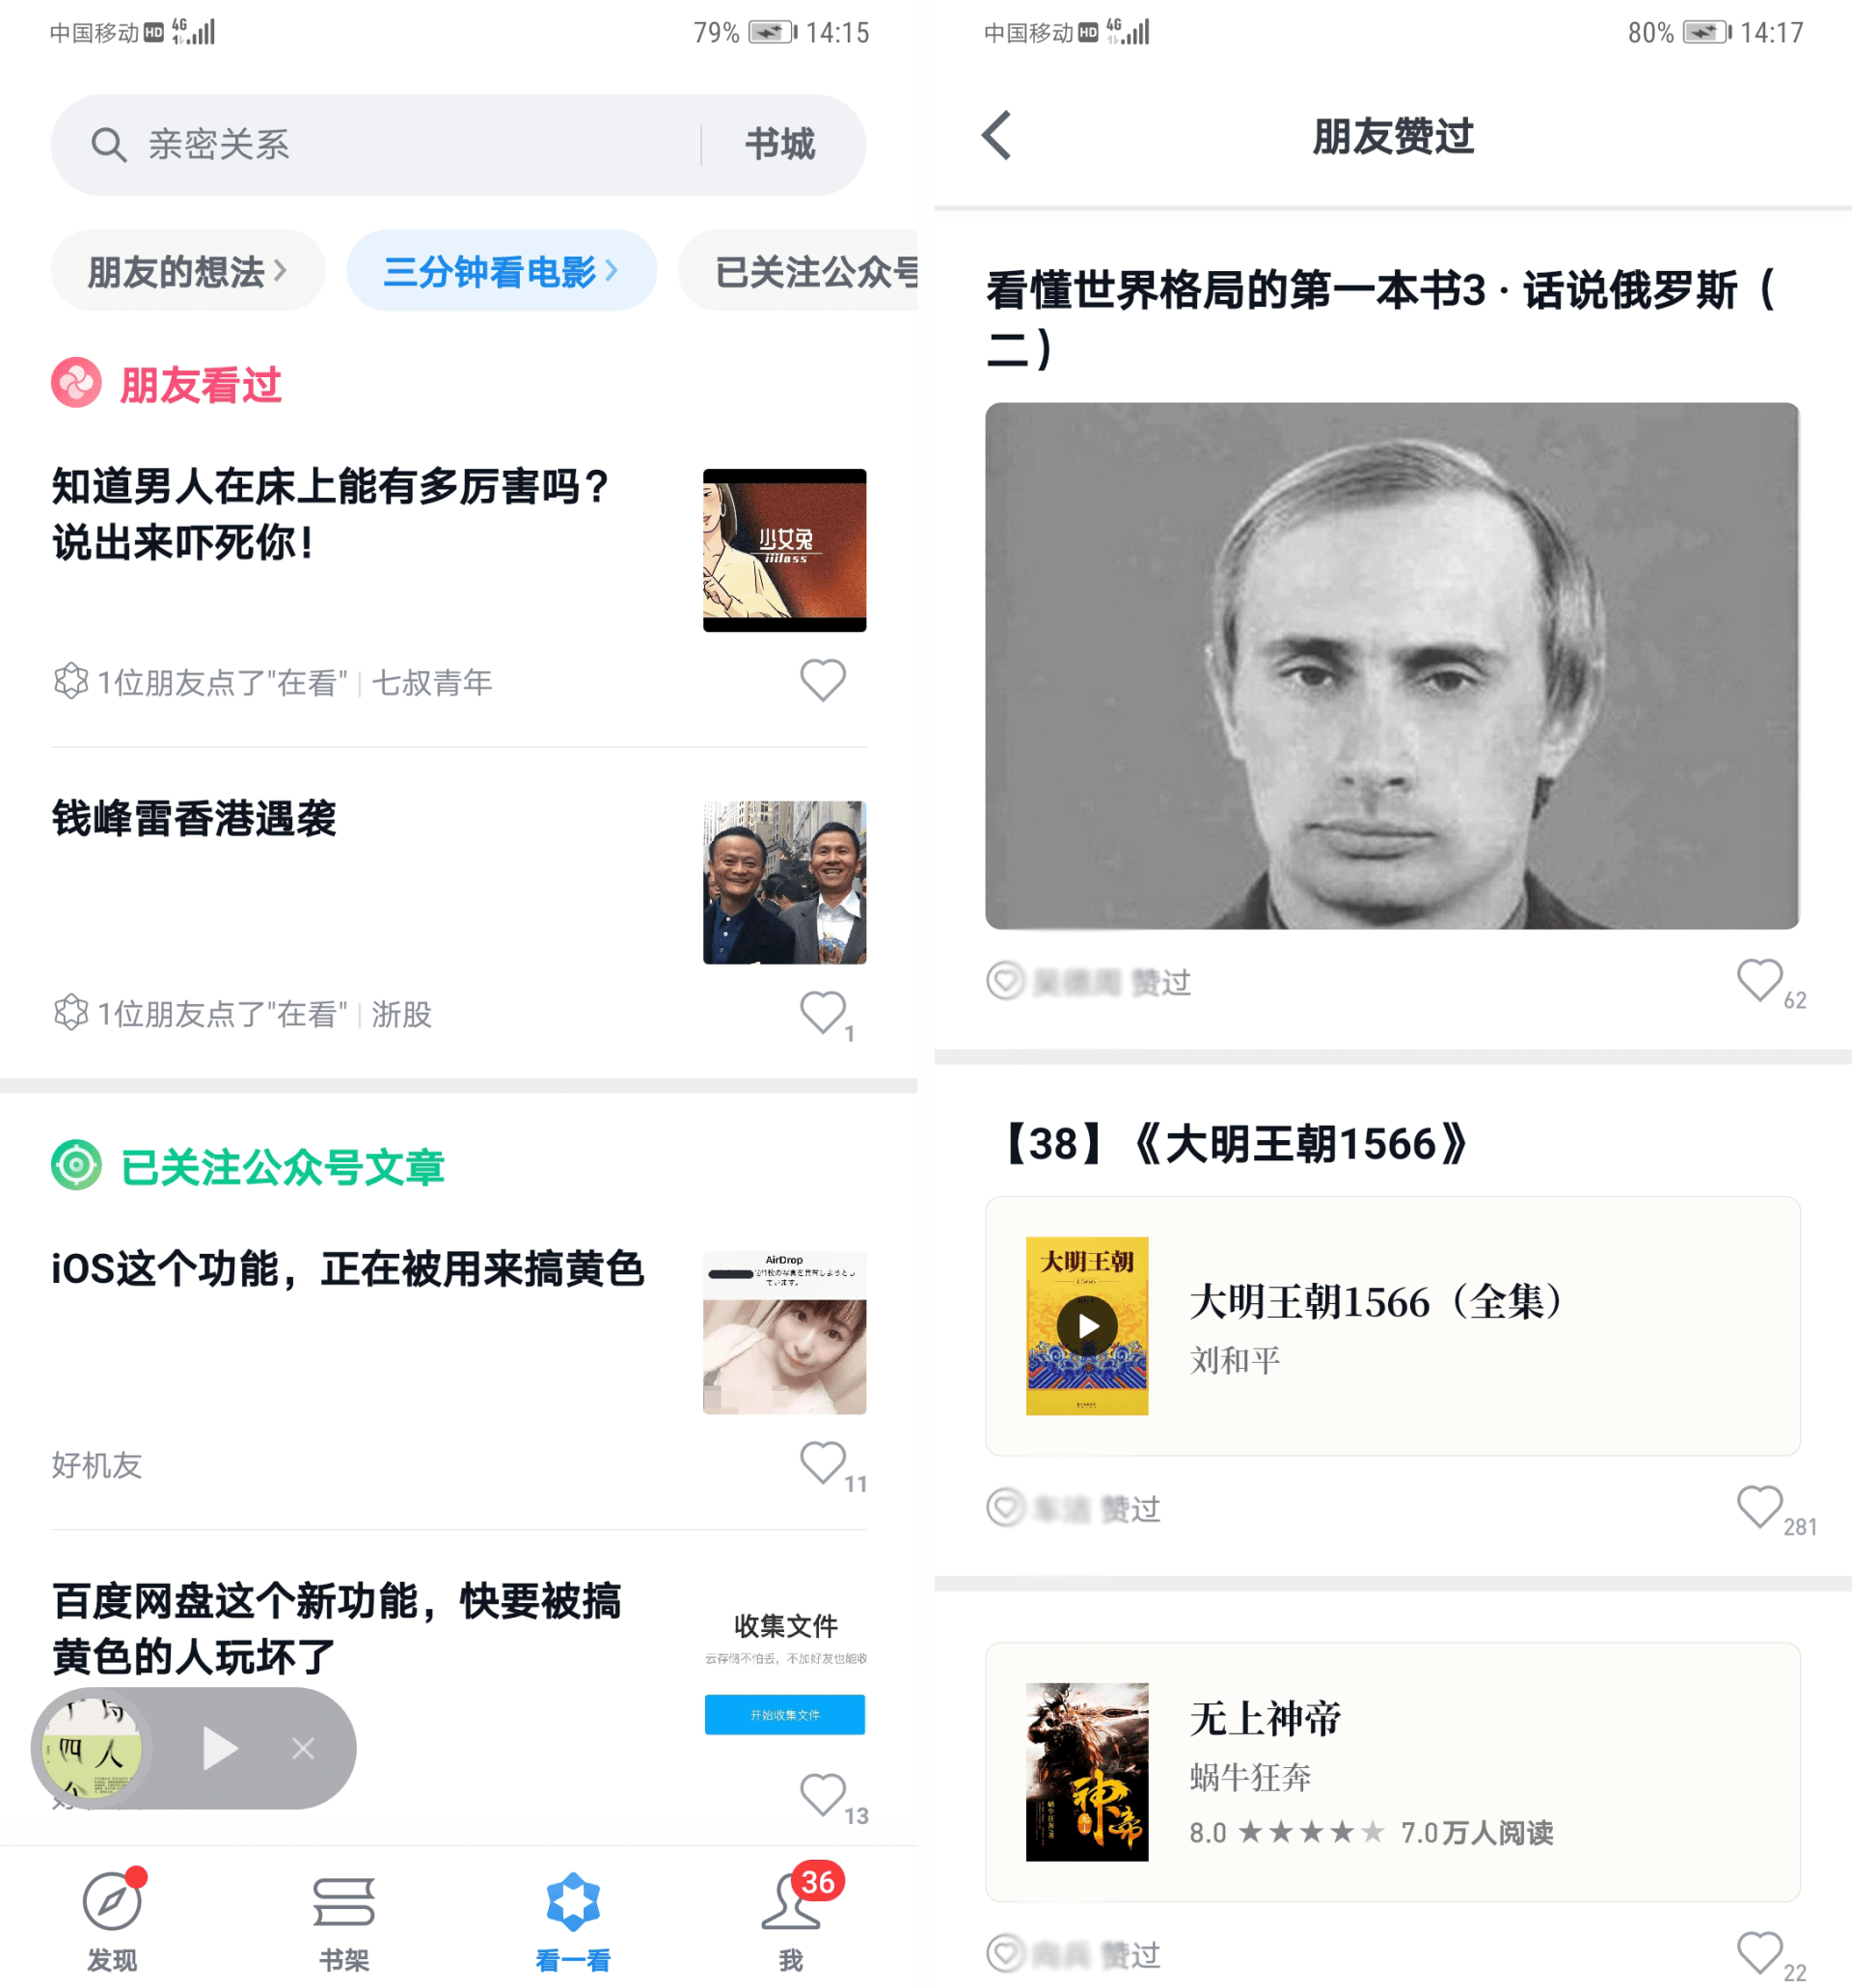 中国移动 HD 4G
79% 14:15
亲密关系
书城
朋友的想法
三分钟看电影
已关注公众号
朋友看过
知道男人在床上能有多厉害吗？
说出来吓死你！
少女兔
iiilass
1位朋友点了"在看" | 七叔青年
钱峰雷香港遇袭
1位朋友点了"在看" | 浙股
1
已关注公众号文章
iOS这个功能，正在被用来搞黄色
AirDrop
ています。
好机友
11
百度网盘这个新功能，快要被搞
黄色的人玩坏了
收集文件
云存储不怕丢，不加好友也能收
开始收集文件
四人
13
发现
书架
看一看
36
我
中国移动 HD 4G
80% 14:17
朋友赞过
看懂世界格局的第一本书3 · 话说俄罗斯（
二）
赞过
62
【38】《大明王朝1566》
大明王朝
1566
大明王朝1566（全集）
刘和平
赞过
281
神帝
无上
无上神帝
蜗牛狂奔
8.0 ★★★★★ 7.0万人阅读
赞过
22